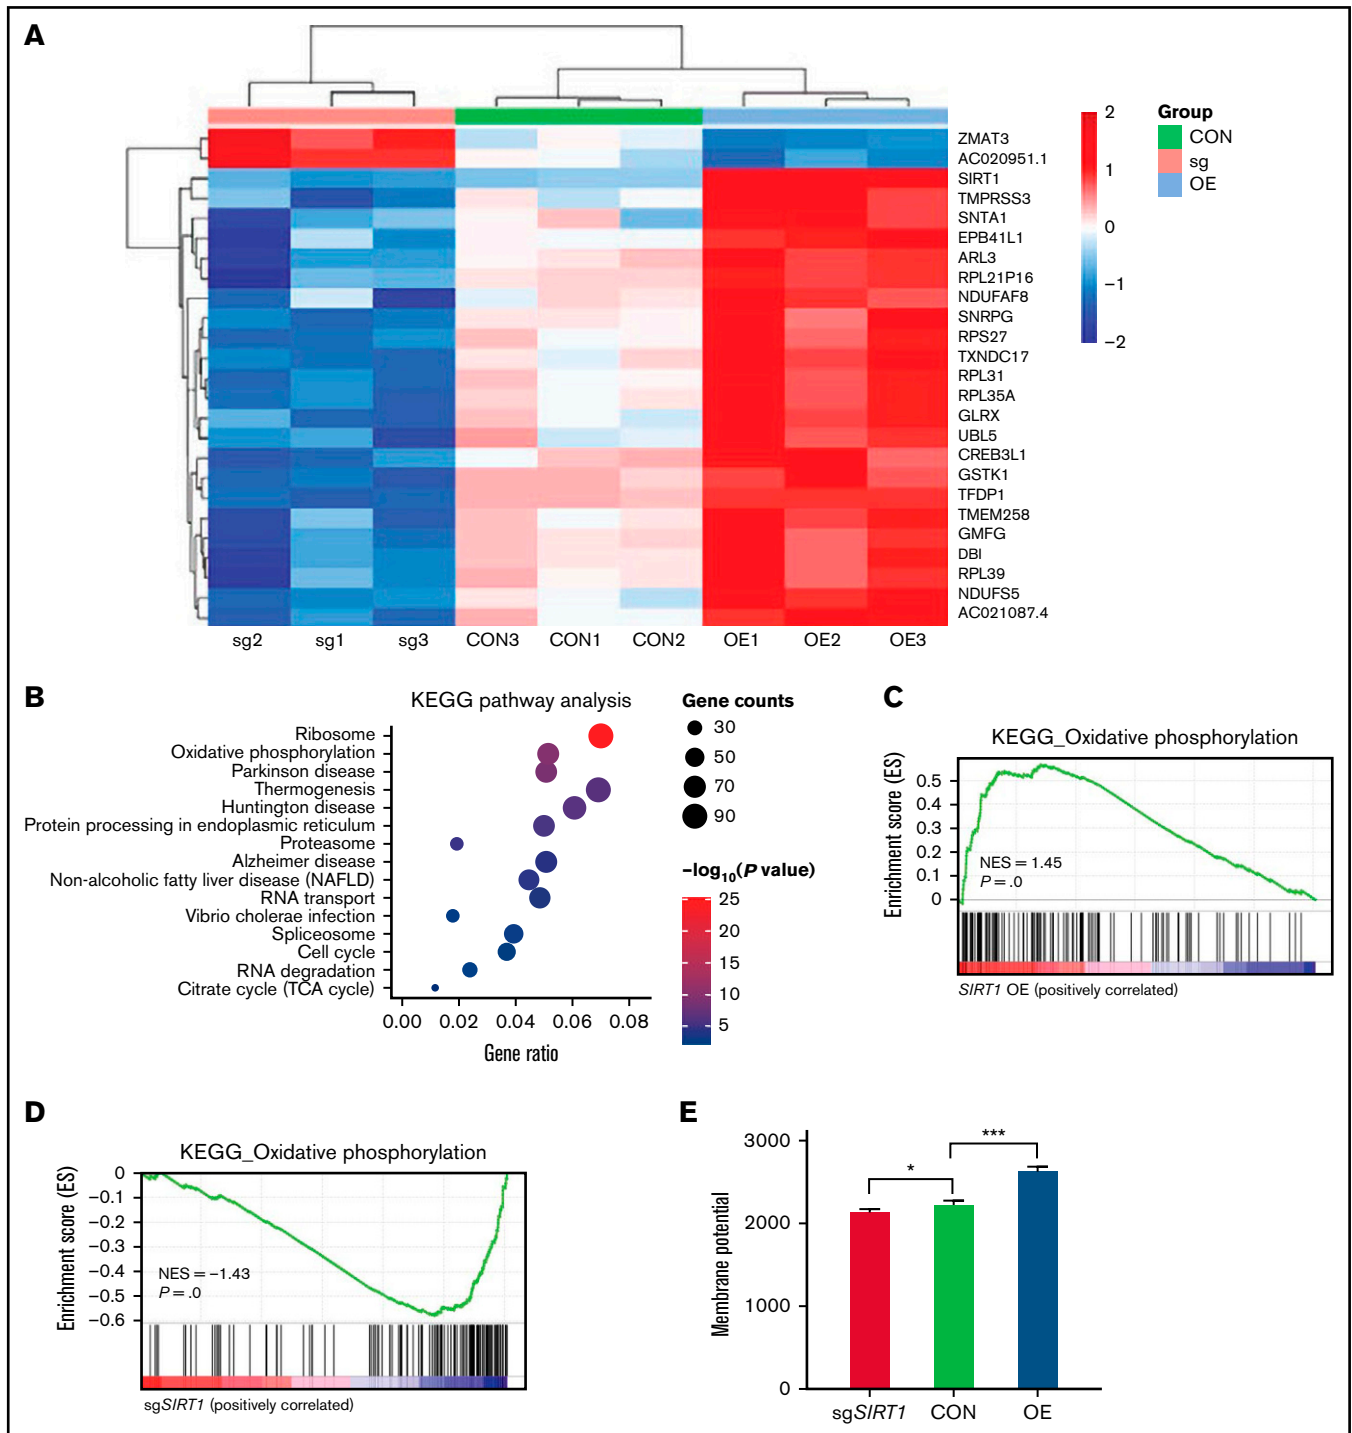 A
2
1
0
−1
−2
Group
CON
sg
OE
ZMAT3
AC020951.1
SIRT1
TMPRSS3
SNTA1
EPB41L1
ARL3
RPL21P16
NDUFAF8
SNRPG
RPS27
TXNDC17
RPL31
RPL35A
GLRX
UBL5
CREB3L1
GSTK1
TFDP1
TMEM258
GMFG
DBI
RPL39
NDUFS5
AC021087.4
sg2 sg1 sg3 CON3 CON1 CON2 OE1 OE2 OE3
B
KEGG pathway analysis
Ribosome
Oxidative phosphorylation
Parkinson disease
Thermogenesis
Huntington disease
Protein processing in endoplasmic reticulum
Proteasome
Alzheimer disease
Non-alcoholic fatty liver disease (NAFLD)
RNA transport
Vibrio cholerae infection
Spliceosome
Cell cycle
RNA degradation
Citrate cycle (TCA cycle)
0.00 0.02 0.04 0.06 0.08
Gene ratio
Gene counts
30
50
70
90
−log10(P value)
25
20
15
10
5
C
KEGG_Oxidative phosphorylation
Enrichment score (ES)
0.5
0.4
0.3
0.2
0.1
0
NES = 1.45
P = .0
SIRT1 OE (positively correlated)
D
KEGG_Oxidative phosphorylation
Enrichment score (ES)
0
−0.1
−0.2
−0.3
−0.4
−0.5
−0.6
NES = −1.43
P = .0
sgSIRT1 (positively correlated)
E
Membrane potential
3000
2000
1000
0
*
***
sgSIRT1 CON OE